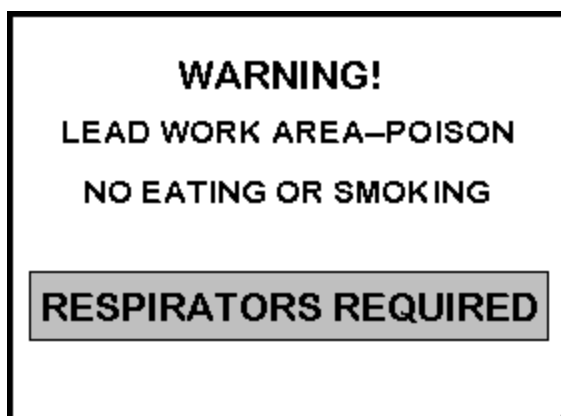 WARNING!
LEAD WORK AREA–POISON
NO EATING OR SMOKING
RESPIRATORS REQUIRED